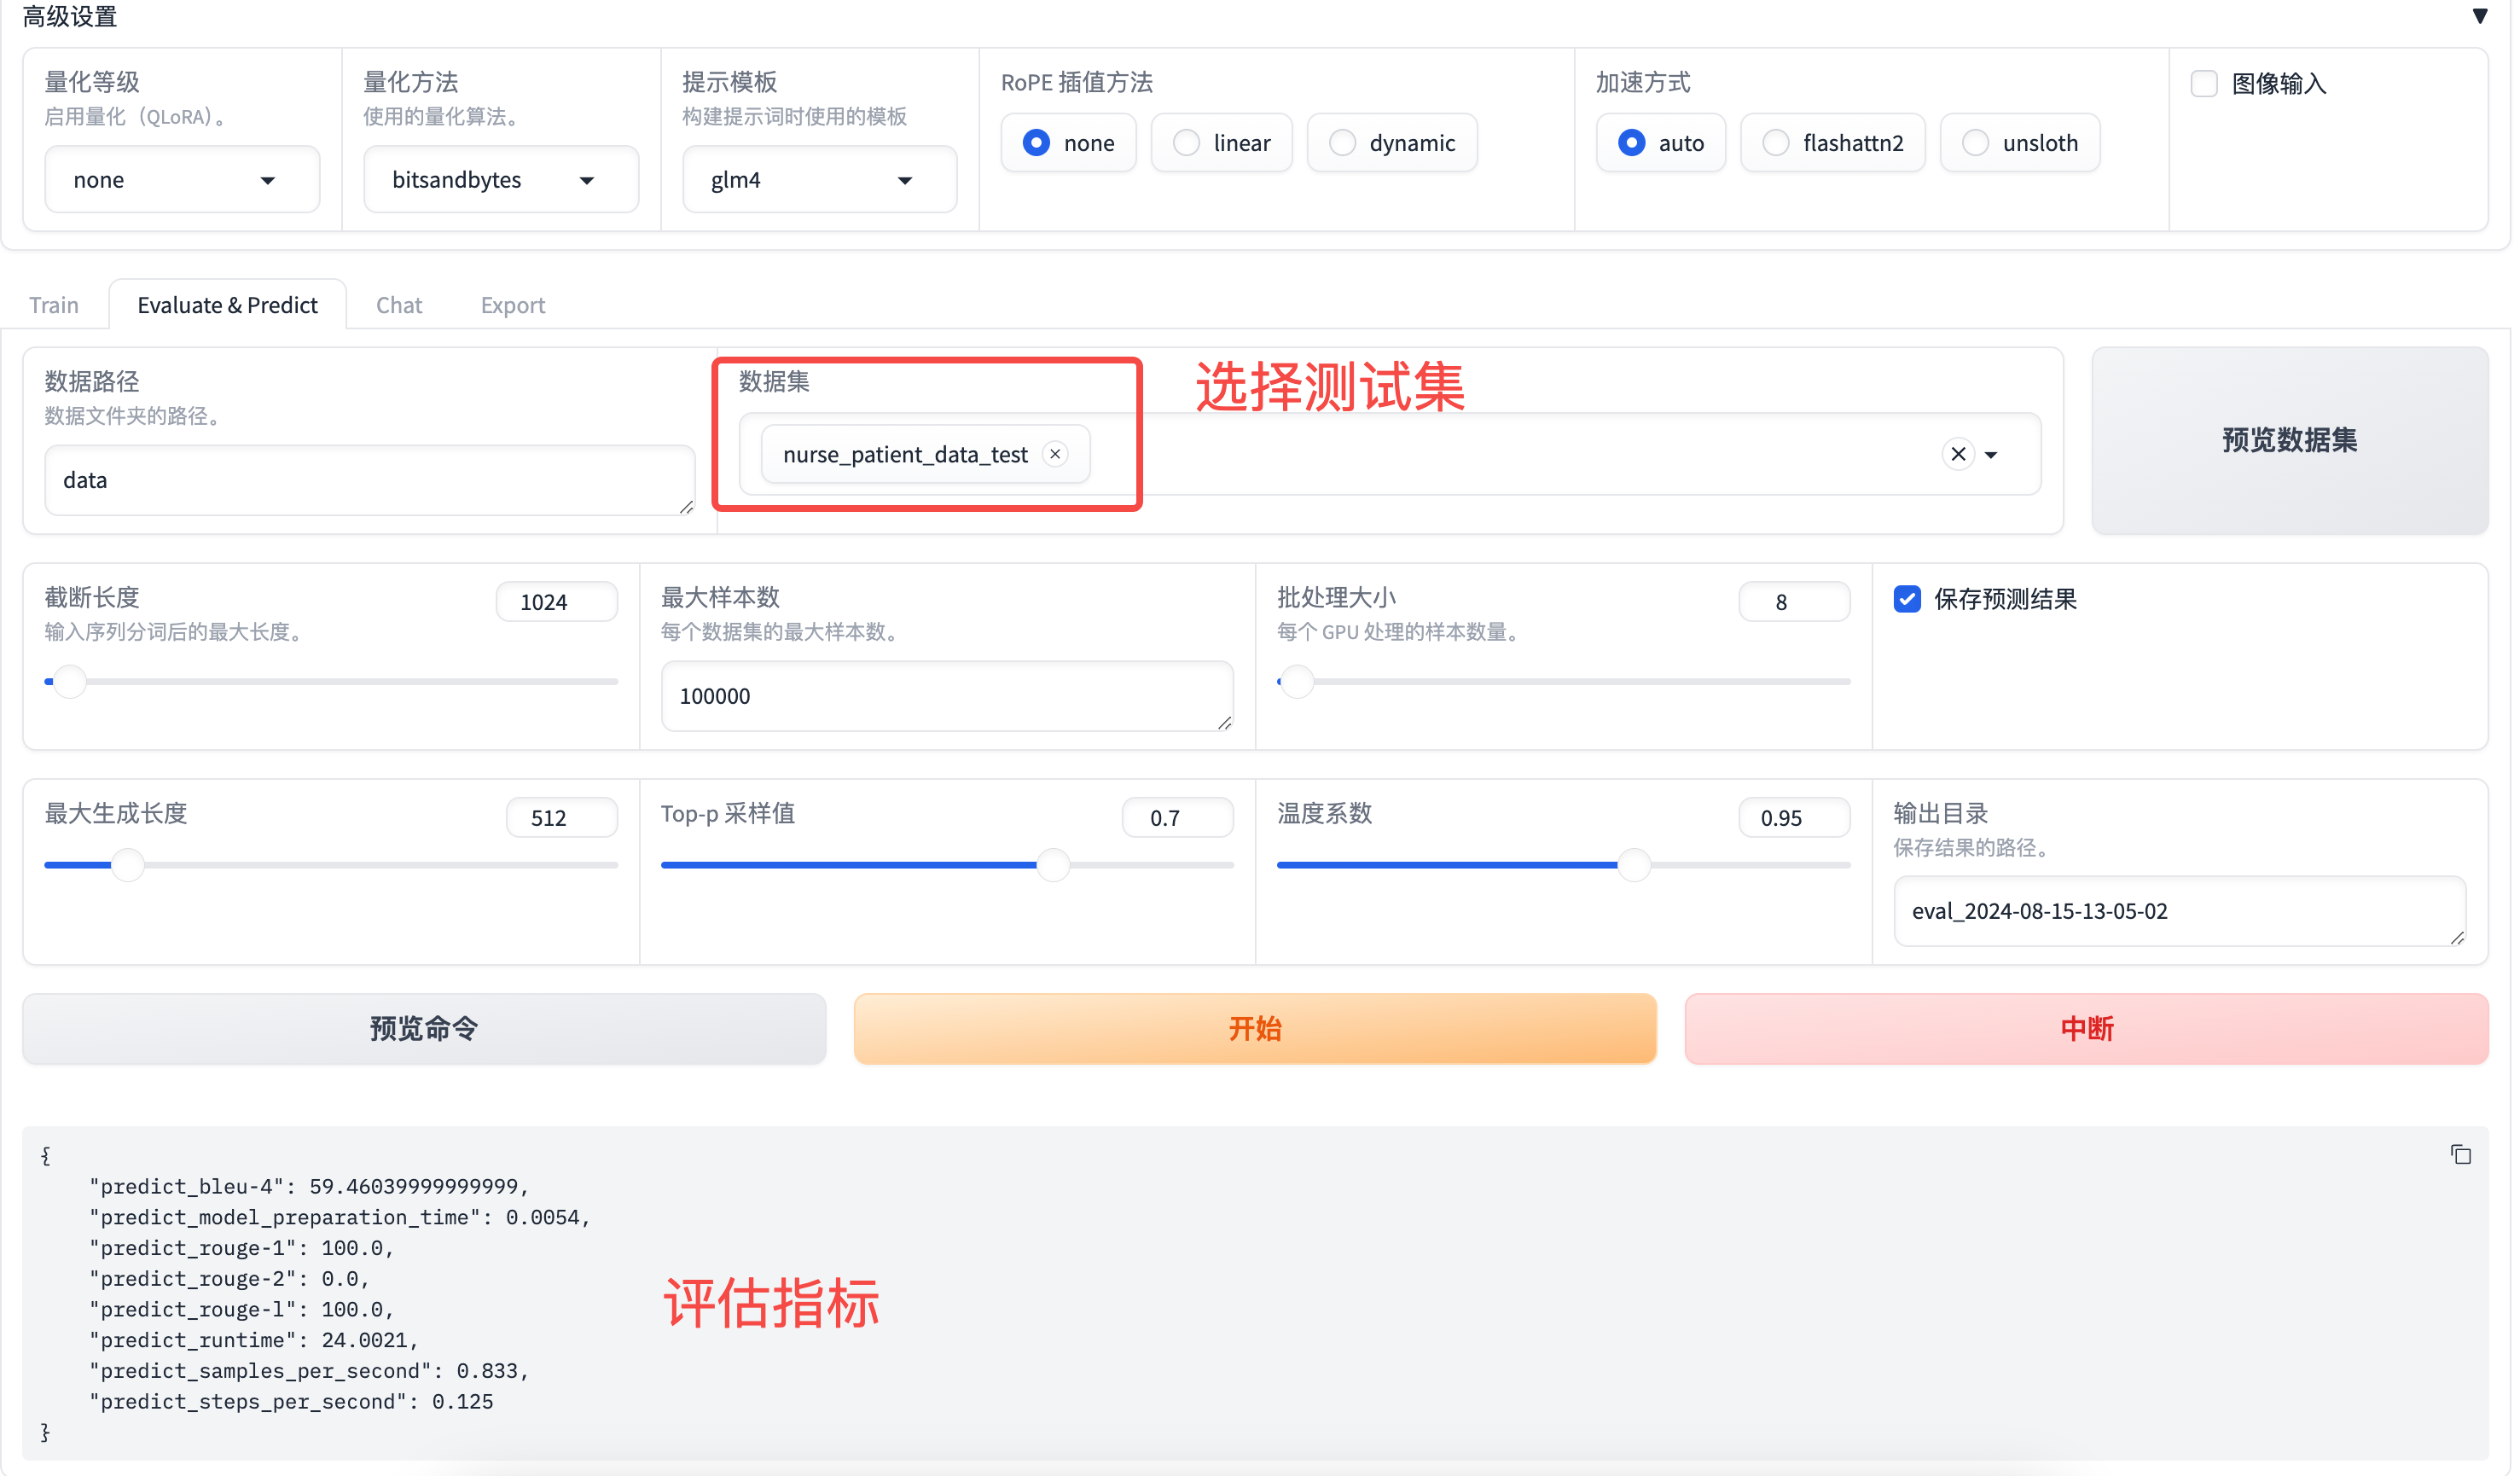 高级设置
量化等级
启用量化（QLoRA）。
none
量化方法
使用的量化算法。
bitsandbytes
提示模板
构建提示词时使用的模板
glm4
RoPE 插值方法
none
linear
dynamic
加速方式
auto
flashattn2
unsloth
图像输入
Train
Evaluate & Predict
Chat
Export
数据路径
数据文件夹的路径。
data
数据集
nurse_patient_data_test
选择测试集
预览数据集
截断长度
1024
输入序列分词后的最大长度。
最大样本数
每个数据集的最大样本数。
100000
批处理大小
8
每个 GPU 处理的样本数量。
保存预测结果
最大生成长度
512
Top-p 采样值
0.7
温度系数
0.95
输出目录
保存结果的路径。
eval_2024-08-15-13-05-02
预览命令
开始
中断
{
"predict_bleu-4": 59.46039999999999,
"predict_model_preparation_time": 0.0054,
"predict_rouge-1": 100.0,
"predict_rouge-2": 0.0,
"predict_rouge-l": 100.0,
"predict_runtime": 24.0021,
"predict_samples_per_second": 0.833,
"predict_steps_per_second": 0.125
}
评估指标